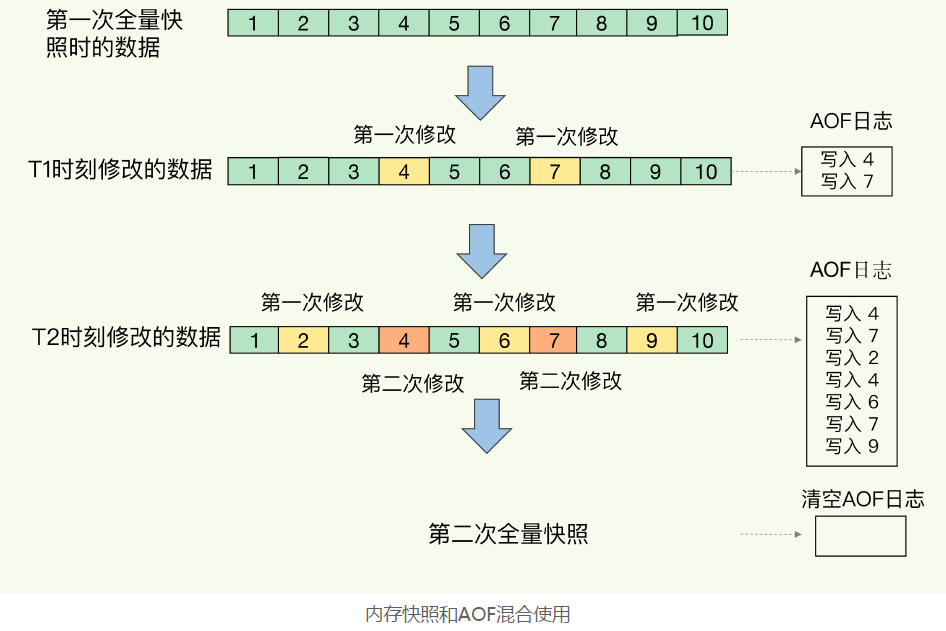 第一次全量快
照时的数据
1 2 3 4 5 6 7 8 9 10
第一次修改 第一次修改
AOF日志
T1时刻修改的数据
1 2 3 4 5 6 7 8 9 10
写入 4
写入 7
第一次修改 第一次修改 第一次修改
AOF日志
T2时刻修改的数据
1 2 3 4 5 6 7 8 9 10
第二次修改 第二次修改
写入 4
写入 7
写入 2
写入 4
写入 6
写入 7
写入 9
第二次全量快照
清空AOF日志
内存快照和AOF混合使用